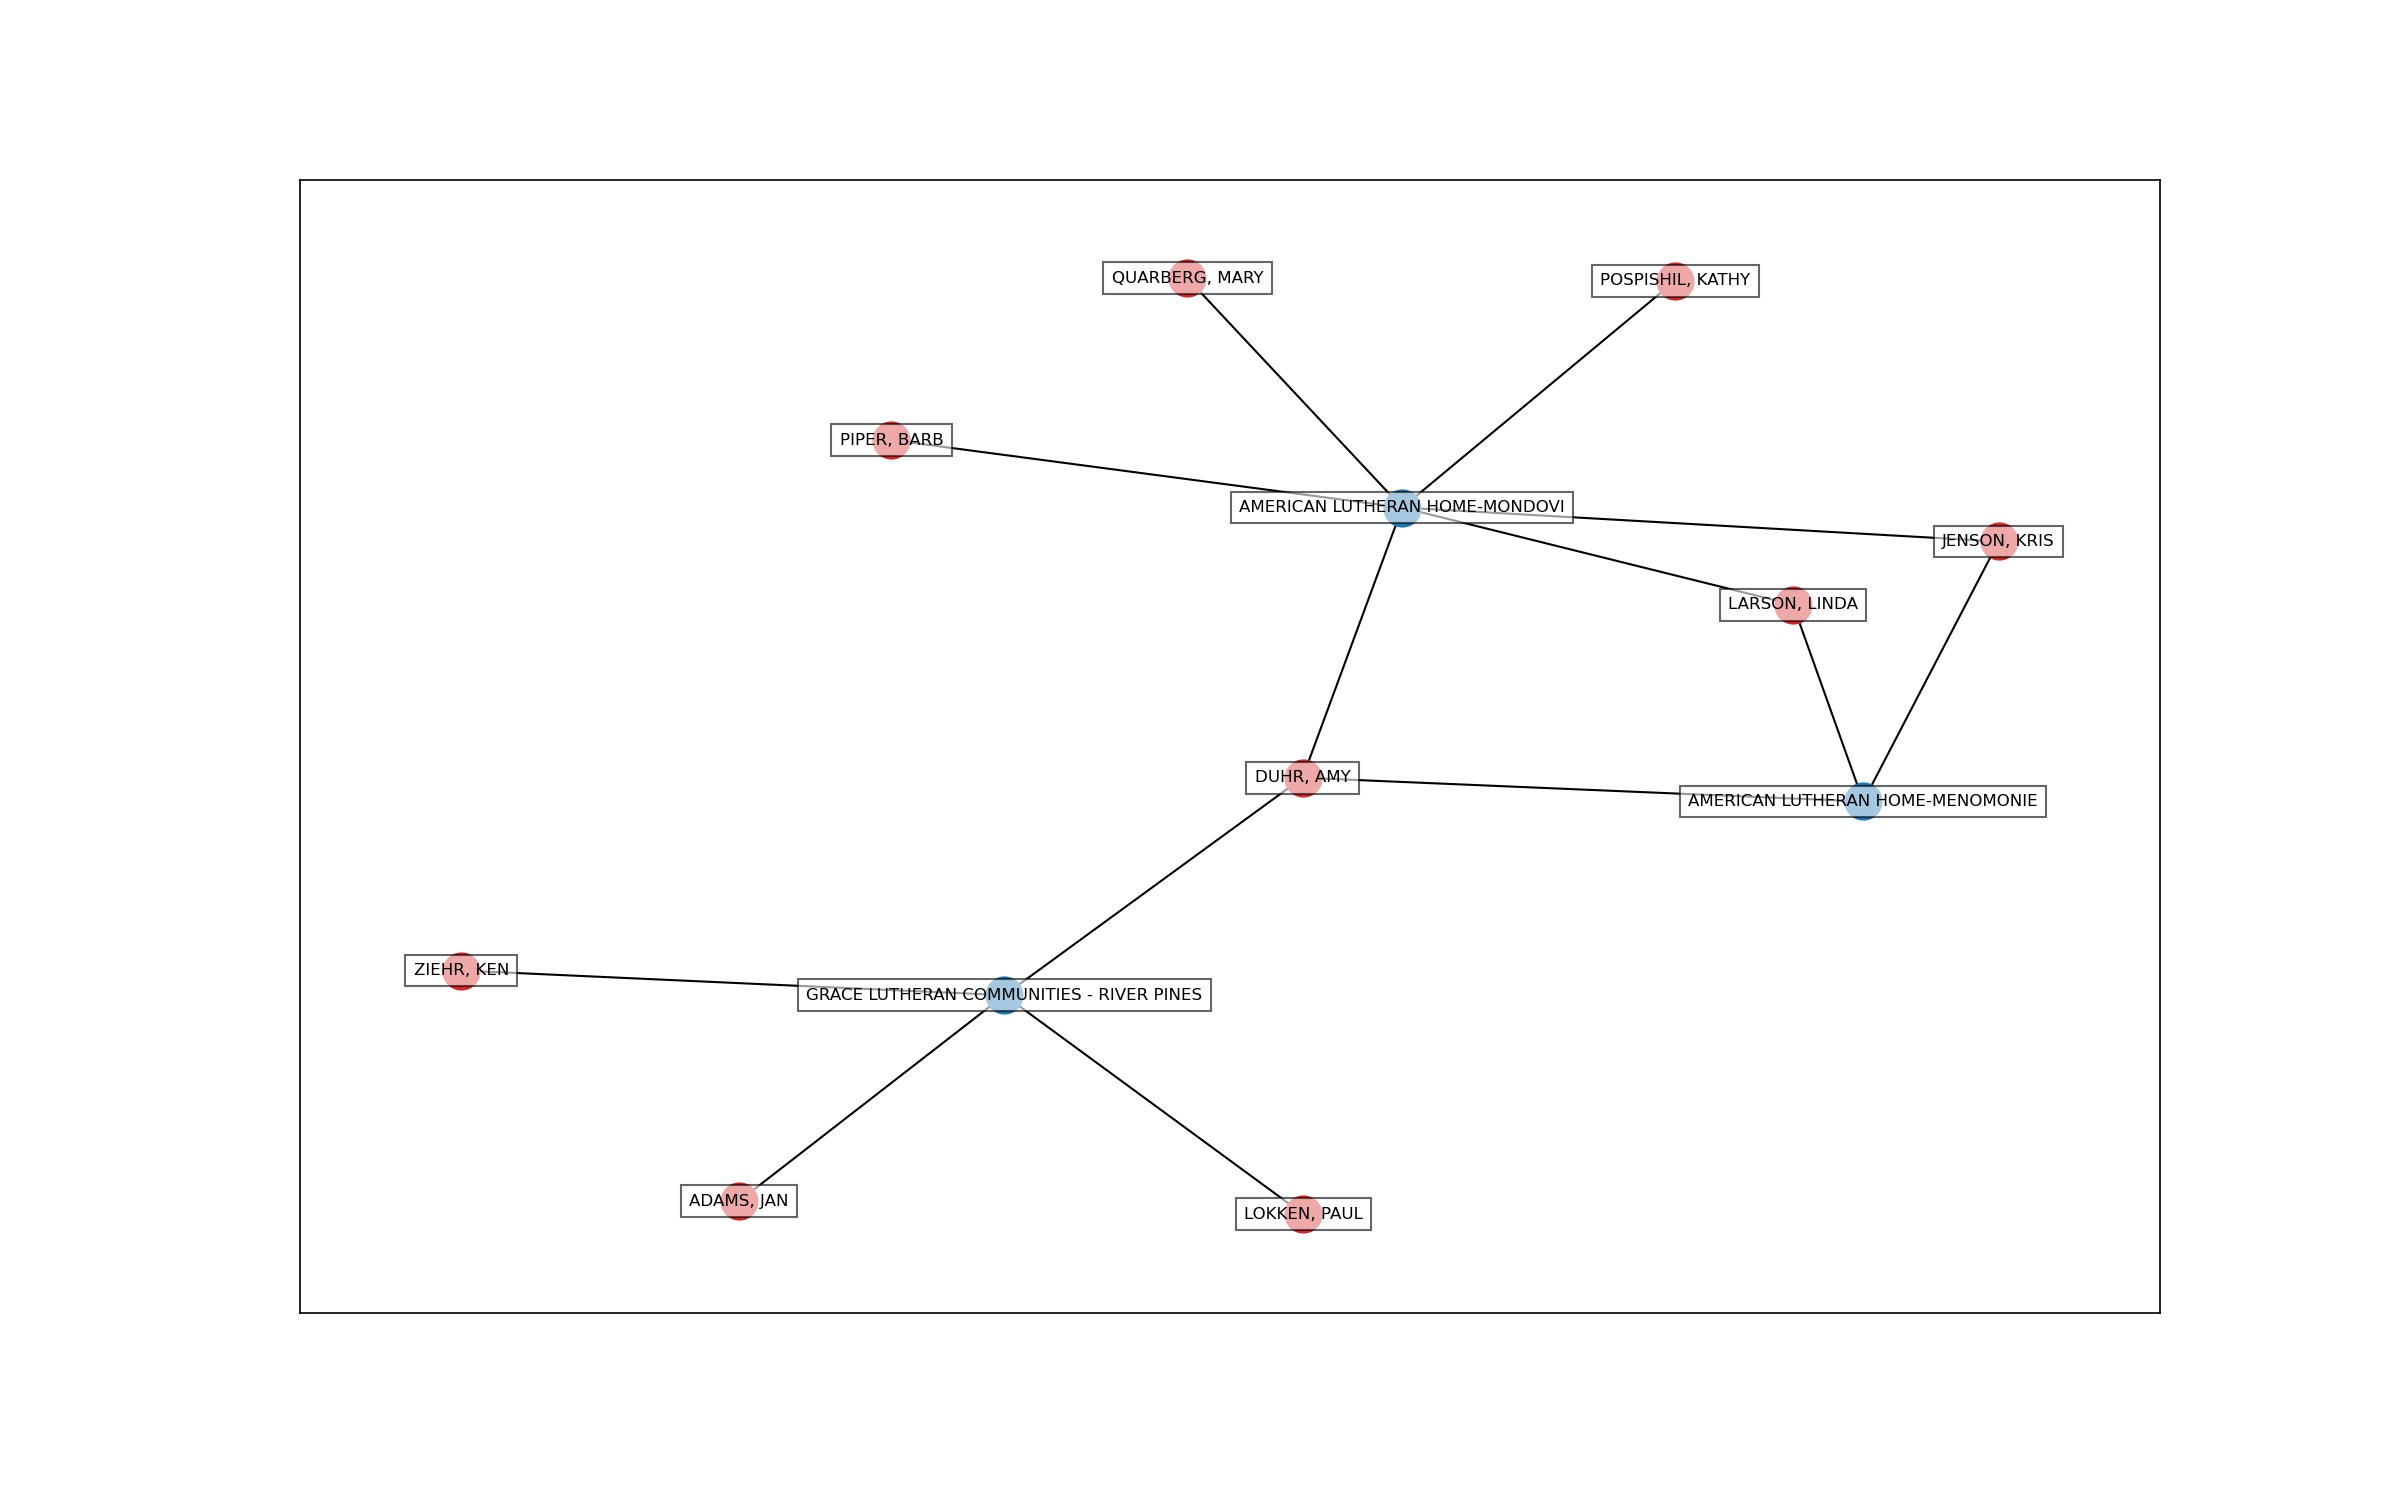 QUARBERG, MARY
POSPISHIL, KATHY
PIPER, BARB
AMERICAN LUTHERAN HOME-MONDOVI
JENSON, KRIS
LARSON, LINDA
DUHR, AMY
AMERICAN LUTHERAN HOME-MENOMONIE
ZIEHR, KEN
GRACE LUTHERAN COMMUNITIES - RIVER PINES
ADAMS, JAN
LOKKEN, PAUL